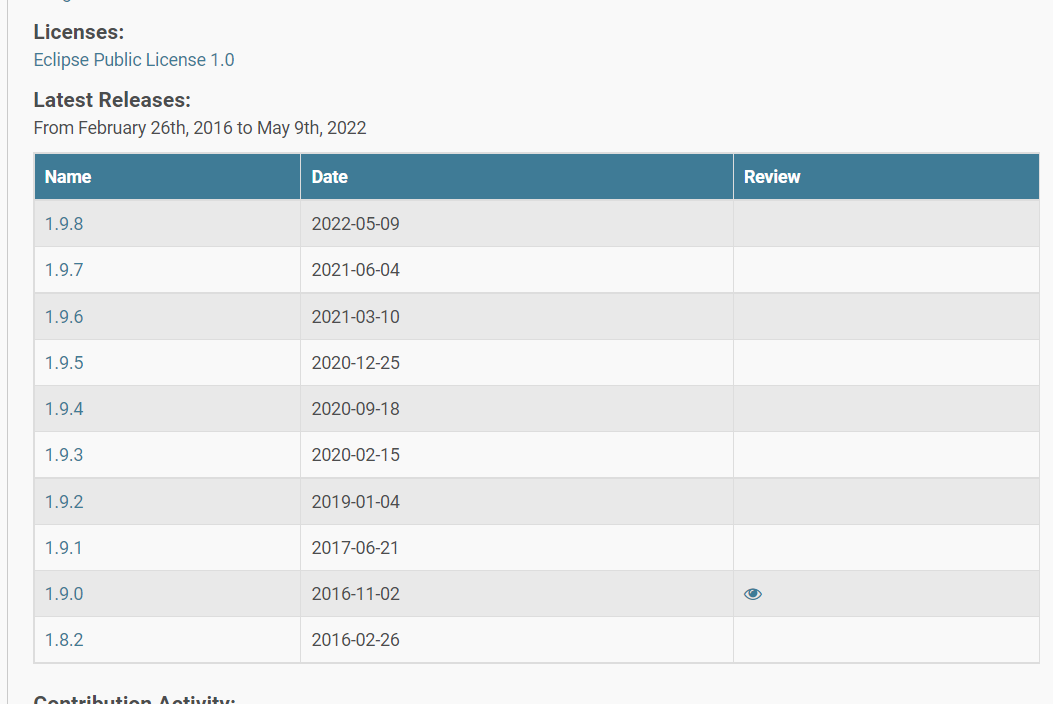 Licenses:
Eclipse Public License 1.0
Latest Releases:
From February 26th, 2016 to May 9th, 2022
Name Date Review
1.9.8 2022-05-09
1.9.7 2021-06-04
1.9.6 2021-03-10
1.9.5 2020-12-25
1.9.4 2020-09-18
1.9.3 2020-02-15
1.9.2 2019-01-04
1.9.1 2017-06-21
1.9.0 2016-11-02
1.8.2 2016-02-26
Contribution Activity: